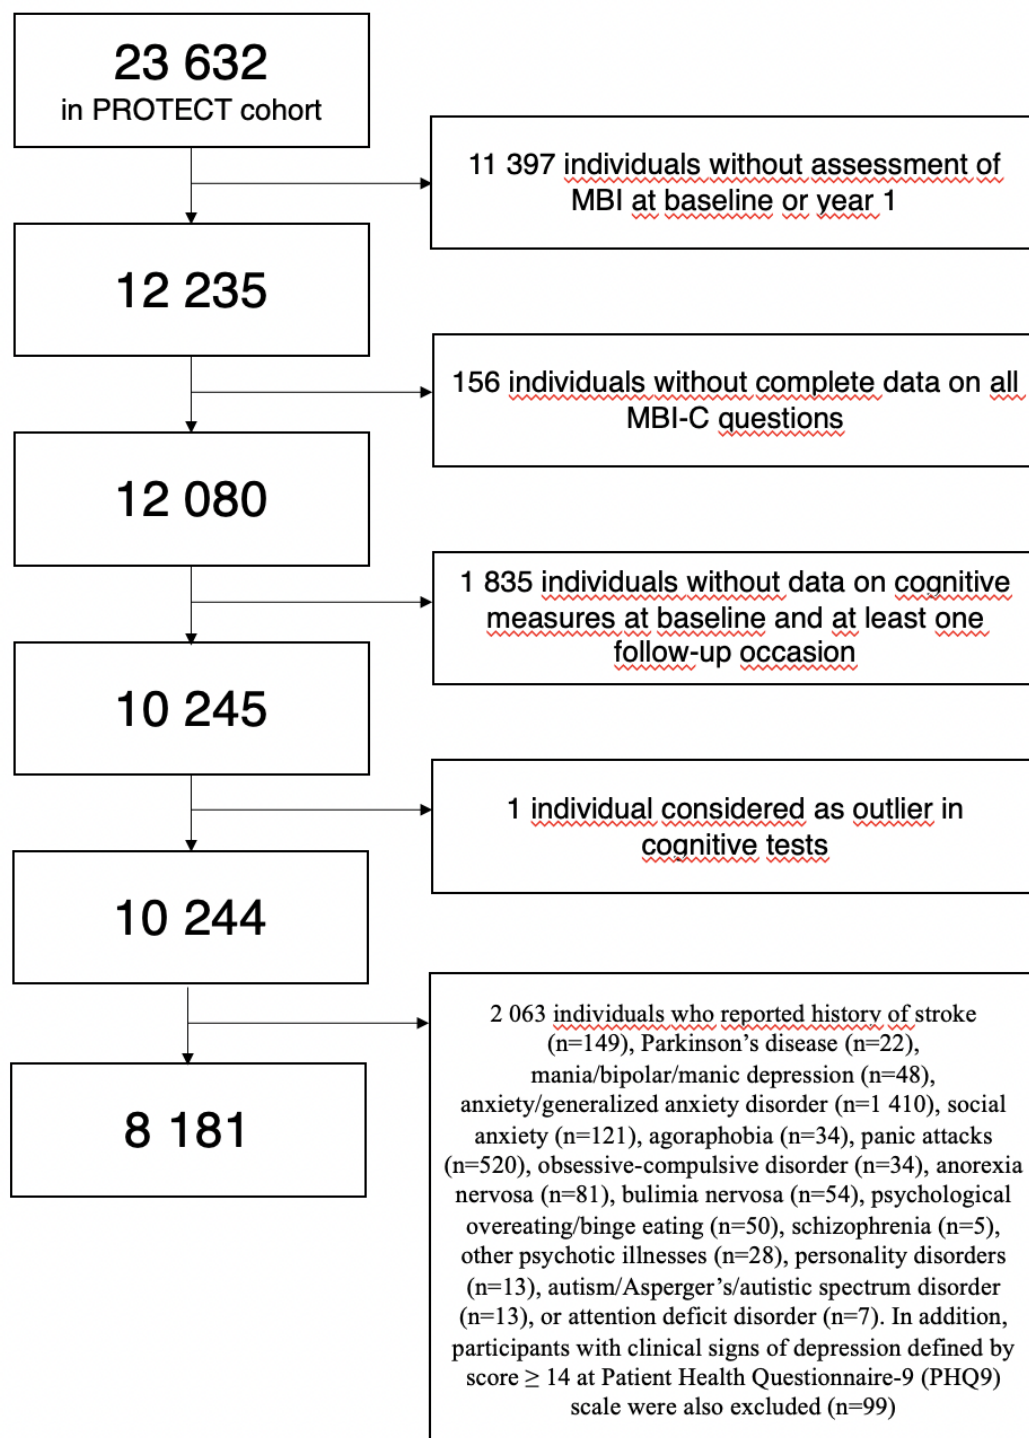 23 632
in PROTECT cohort
11 397 individuals without assessment of
MBI at baseline or year 1
12 235
156 individuals without complete data on all
MBI-C questions
12 080
1 835 individuals without data on cognitive
measures at baseline and at least one
follow-up occasion
10 245
1 individual considered as outlier in
cognitive tests
10 244
2 063 individuals who reported history of stroke
(n=149), Parkinson’s disease (n=22),
mania/bipolar/manic depression (n=48),
anxiety/generalized anxiety disorder (n=1 410), social
anxiety (n=121), agoraphobia (n=34), panic attacks
(n=520), obsessive-compulsive disorder (n=34), anorexia
nervosa (n=81), bulimia nervosa (n=54), psychological
overeating/binge eating (n=50), schizophrenia (n=5),
other psychotic illnesses (n=28), personality disorders
(n=13), autism/Asperger’s/autistic spectrum disorder
(n=13), or attention deficit disorder (n=7). In addition,
participants with clinical signs of depression defined by
score ≥ 14 at Patient Health Questionnaire-9 (PHQ9)
scale were also excluded (n=99)
8 181